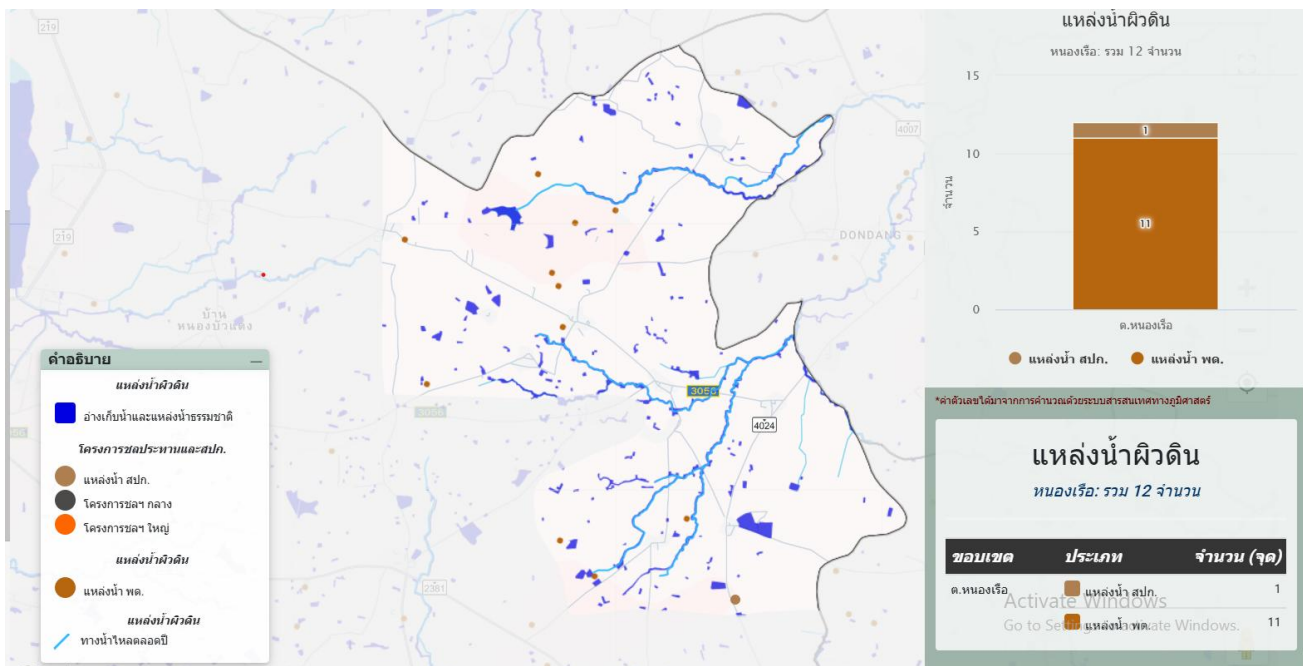 219
4007
219
DONDANG
บ้าน
หนองบัวแดง
3056
3056
4024
2381
คำอธิบาย
แหล่งน้ำผิวดิน
อ่างเก็บน้ำและแหล่งน้ำธรรมชาติ
โครงการชลประทานและสปก.
แหล่งน้ำ สปก.
โครงการชลฯ กลาง
โครงการชลฯ ใหญ่
แหล่งน้ำผิวดิน
แหล่งน้ำ พด.
แหล่งน้ำผิวดิน
ทางน้ำไหลตลอดปี
แหล่งน้ำผิวดิน
หนองเรือ: รวม 12 จำนวน
15
10
5
0
จำนวน
1
11
ต.หนองเรือ
แหล่งน้ำ สปก. แหล่งน้ำ พด.
*ค่าตัวเลขได้มาจากการคำนวณด้วยระบบสารสนเทศทางภูมิศาสตร์
แหล่งน้ำผิวดิน
หนองเรือ: รวม 12 จำนวน
ขอบเขต ประเภท จำนวน (จุด)
ต.หนองเรือ แหล่งน้ำ สปก. 1
แหล่งน้ำ พด. 11
Activate Windows
Go to Settings to activate Windows.